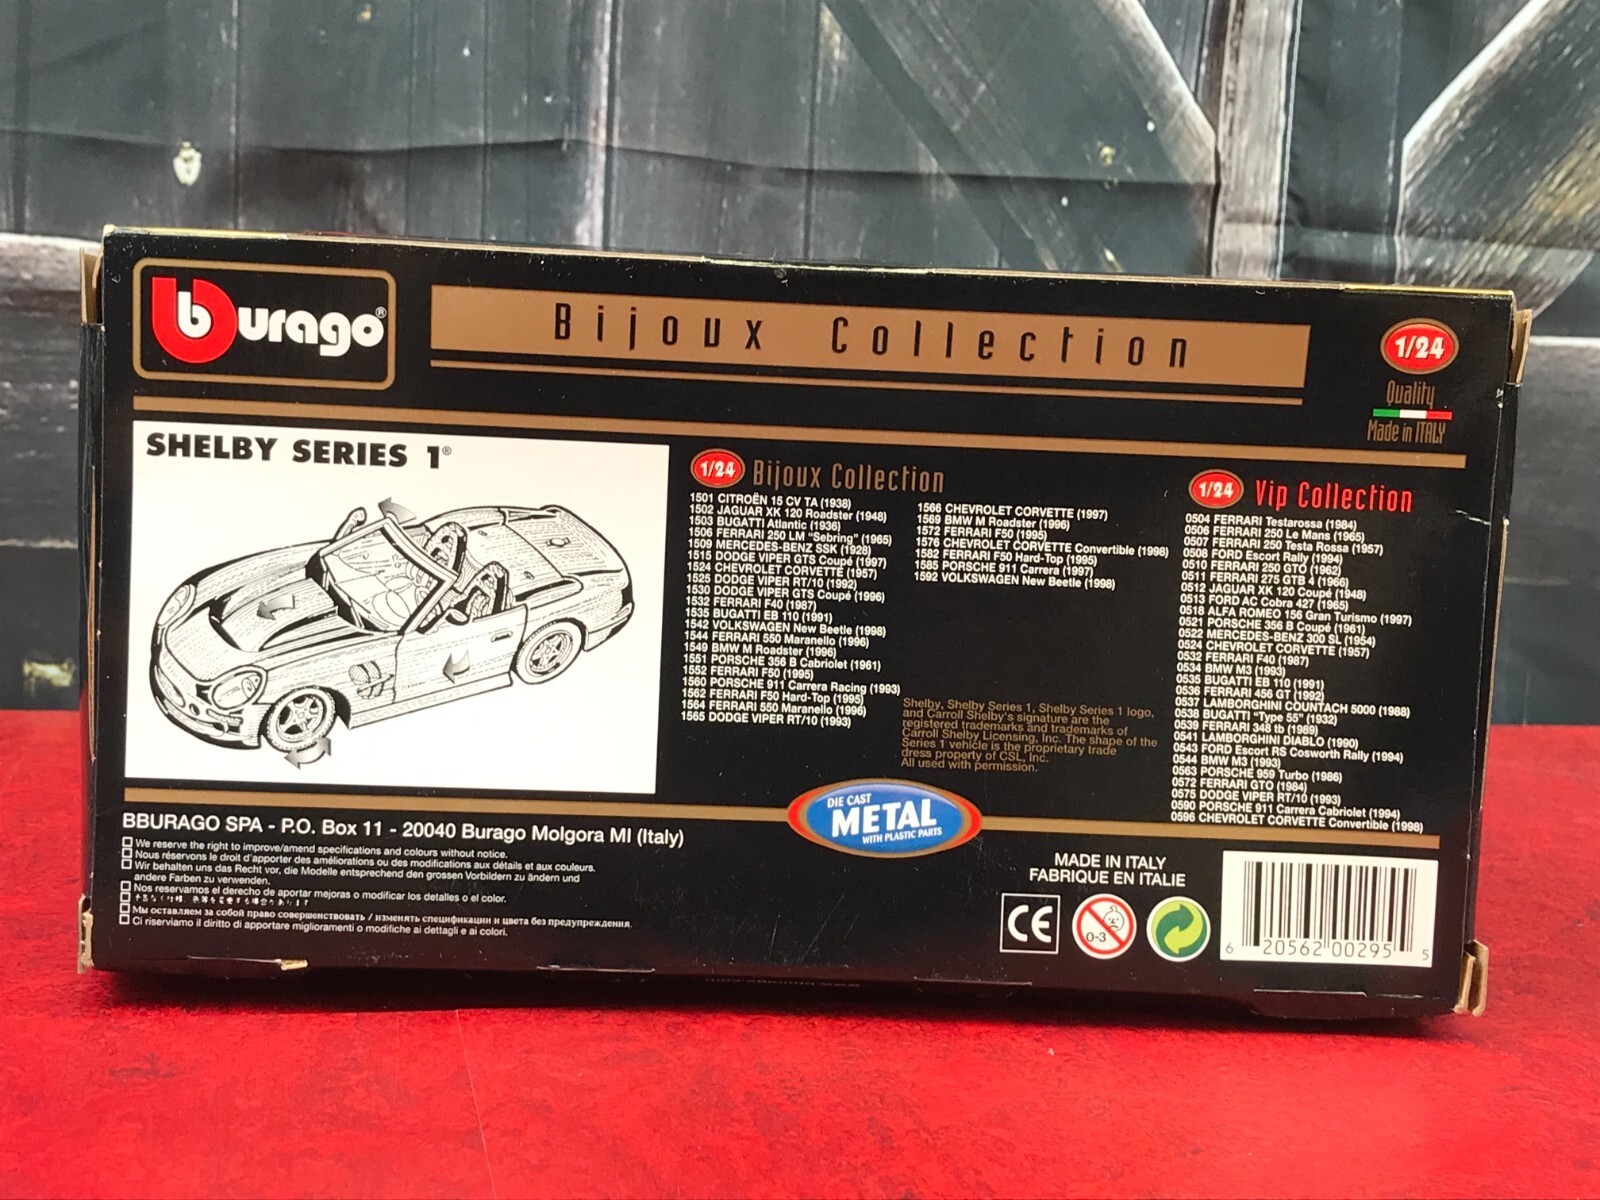 burago®
Bijoux Collection
1/24
Quality
Made in ITALY
SHELBY SERIES 1®
1/24 Bijoux Collection
1501 CITROËN 15 CV TA (1938)
1502 JAGUAR XK 120 Roadster (1948)
1503 BUGATTI Atlantic (1936)
1506 FERRARI 250 LM "Sebring" (1965)
1509 MERCEDES-BENZ SSK (1928)
1515 DODGE VIPER GTS Coupé (1997)
1524 CHEVROLET CORVETTE (1957)
1525 DODGE VIPER RT/10 (1992)
1530 DODGE VIPER GTS Coupé (1996)
1532 FERRARI F40 (1987)
1535 BUGATTI EB 110 (1991)
1542 VOLKSWAGEN New Beetle (1998)
1544 FERRARI 550 Maranello (1996)
1549 BMW M Roadster (1996)
1551 PORSCHE 356 B Cabriolet (1961)
1552 FERRARI F50 (1995)
1560 PORSCHE 911 Carrera Racing (1993)
1562 FERRARI F50 Hard-Top (1995)
1564 FERRARI 550 Maranello (1996)
1565 DODGE VIPER RT/10 (1993)
1566 CHEVROLET CORVETTE (1997)
1569 BMW M Roadster (1996)
1572 FERRARI F50 (1995)
1576 CHEVROLET CORVETTE Convertible (1998)
1582 FERRARI F50 Hard-Top (1995)
1585 PORSCHE 911 Carrera (1997)
1592 VOLKSWAGEN New Beetle (1998)
Shelby, Shelby Series 1, Shelby Series 1 logo,
and Carroll Shelby's signature are the
registered trademarks and trademarks of
Carroll Shelby Licensing, Inc. The shape of the
Series 1 vehicle is the proprietary trade
dress property of CSL, Inc.
All used with permission.
1/24 Vip Collection
0504 FERRARI Testarossa (1984)
0506 FERRARI 250 Le Mans (1965)
0507 FERRARI 250 Testa Rossa (1957)
0508 FORD Escort Rally (1994)
0510 FERRARI 250 GTO (1962)
0511 FERRARI 275 GTB 4 (1966)
0512 JAGUAR XK 120 Coupé (1948)
0513 FORD AC Cobra 427 (1965)
0518 ALFA ROMEO 156 Gran Turismo (1997)
0521 PORSCHE 356 B Coupé (1961)
0522 MERCEDES-BENZ 300 SL (1954)
0524 CHEVROLET CORVETTE (1957)
0532 FERRARI F40 (1987)
0534 BMW M3 (1993)
0535 BUGATTI EB 110 (1991)
0536 FERRARI 456 GT (1992)
0537 LAMBORGHINI COUNTACH 5000 (1988)
0538 BUGATTI "Type 55" (1932)
0539 FERRARI 348 tb (1989)
0541 LAMBORGHINI DIABLO (1990)
0543 FORD Escort RS Cosworth Rally (1994)
0544 BMW M3 (1993)
0563 PORSCHE 959 Turbo (1986)
0572 FERRARI GTO (1984)
0575 DODGE VIPER RT/10 (1993)
0590 PORSCHE 911 Carrera Cabriolet (1994)
0596 CHEVROLET CORVETTE Convertible (1998)
DIE CAST
METAL
WITH PLASTIC PARTS
BBURAGO SPA - P.O. Box 11 - 20040 Burago Molgora MI (Italy)
We reserve the right to improve/amend specifications and colours without notice.
Nous réservons le droit d'apporter des améliorations ou des modifications aux détails et aux couleurs.
Wir behalten uns das Recht vor, die Modelle entsprechend den grossen Vorbildern zu ändern und
andere Farben zu verwenden.
Nos reservamos el derecho de aportar mejoras o modificar los detalles o el color.
予告なく仕様、色等を変更する場合があります
Мы оставляем за собой право совершенствовать / изменять спецификации и цвета без предупреждения.
Ci riserviamo il diritto di apportare miglioramenti o modifiche ai dettagli e ai colori.
MADE IN ITALY
FABRIQUE EN ITALIE
CE
0-3
6 20562 00295 5